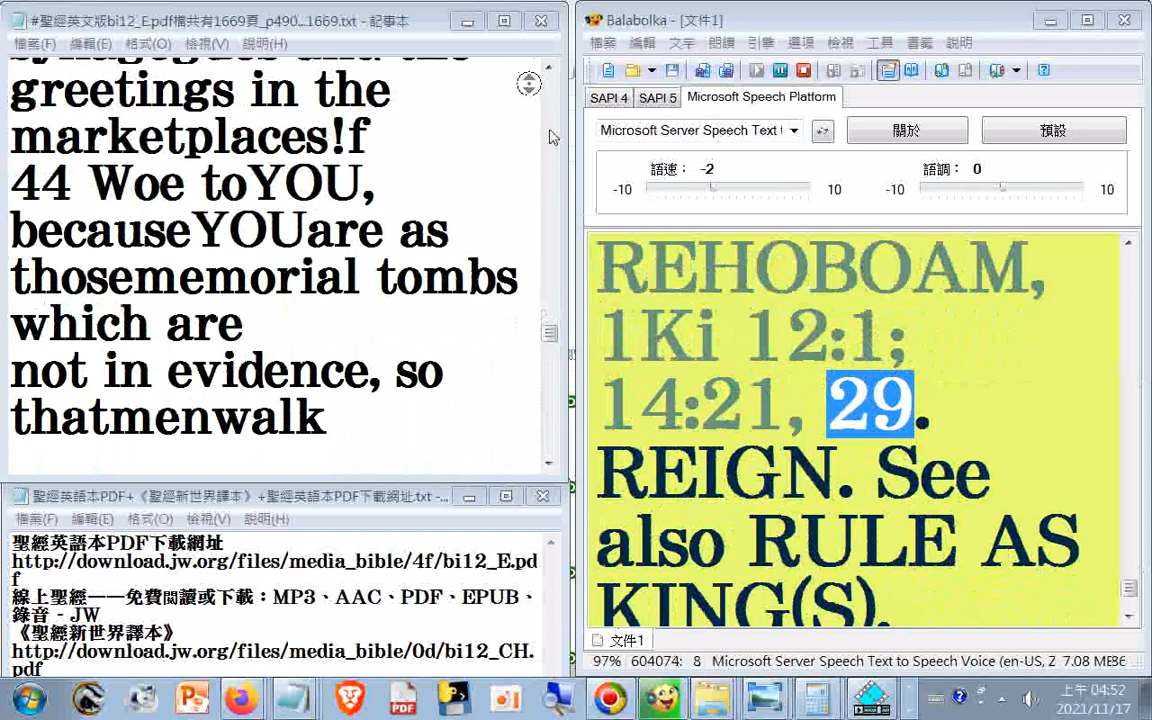 #聖經英文版bi12_E.pdf檔共有1669頁_p490...1669.txt - 記事本
檔案(F) 編輯(E) 格式(O) 檢視(V) 說明(H)
greetings in the
marketplaces!f
44 Woe toYOU,
becauseYOUare as
thosememorial tombs
which are
not in evidence, so
thatmenwalk
聖經英語本PDF+《聖經新世界譯本》+聖經英語本PDF下載網址.txt - ...
檔案(F) 編輯(E) 格式(O) 檢視(V) 說明(H)
聖經英語本PDF下載網址
http://download.jw.org/files/media_bible/4f/bi12_E.pd
f
線上聖經——免費閱讀或下載：MP3、AAC、PDF、EPUB、
錄音 - JW
《聖經新世界譯本》
http://download.jw.org/files/media_bible/0d/bi12_CH.
pdf
Balabolka - [文件1]
檔案 編輯 文字 朗讀 引擎 選項 檢視 工具 書籤 說明
SAPI 4 SAPI 5 Microsoft Speech Platform
Microsoft Server Speech Text
關於 預設
語速： -2 語調： 0
-10 10 -10 10
REHOBOAM,
1Ki 12:1;
14:21, 29.
REIGN. See
also RULE AS
KING(S).
文件1
97% 604074: 8 Microsoft Server Speech Text to Speech Voice (en-US, Z 7.08 MB
上午 04:52
2021/11/17